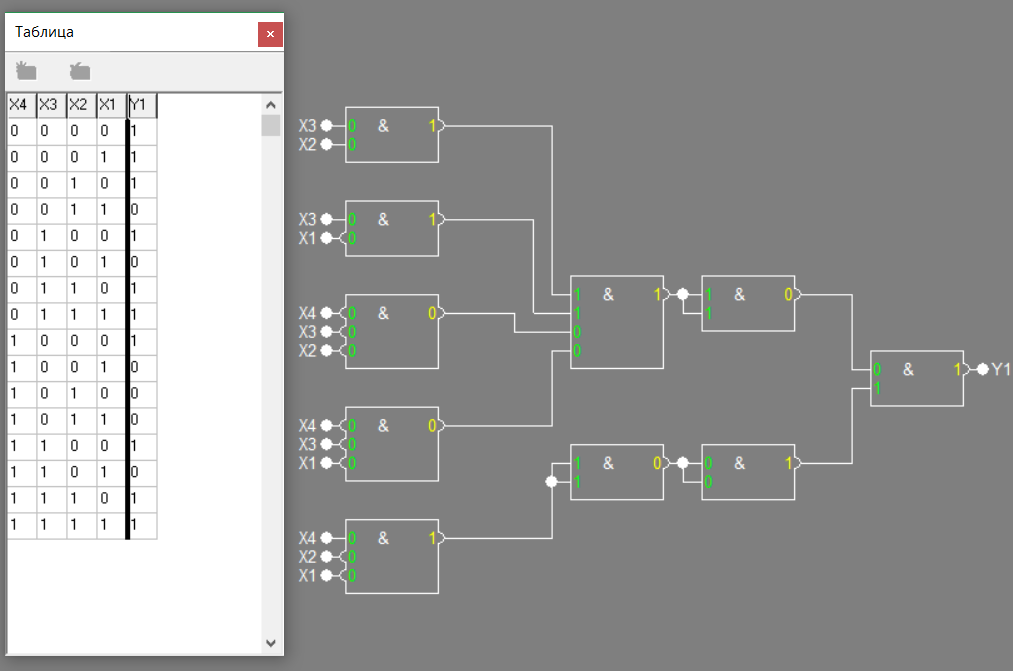 Таблица
X4 X3 X2 X1 Y1
0 0 0 0 1
0 0 0 1 1
0 0 1 0 1
0 0 1 1 0
0 1 0 0 1
0 1 0 1 0
0 1 1 0 1
0 1 1 1 1
1 0 0 0 1
1 0 0 1 0
1 0 1 0 0
1 0 1 1 0
1 1 0 0 1
1 1 0 1 0
1 1 1 0 1
1 1 1 1 1
X3 0 & 1
X2 0
X3 0 & 1
X1 0
X4 0 & 0
X3 0
X2 0
X4 0 & 0
X3 0
X1 0
X4 0 & 1
X2 0
X1 0
1 & 1
1
0
0
1 & 0
1
1 & 0
1
0 & 1
0
0 & 1 Y1
1